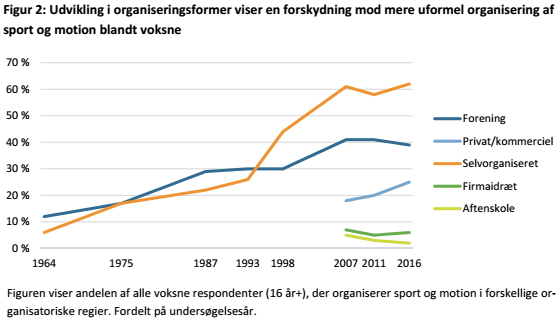 Figur 2: Udvikling i organiseringsformer viser en forskydning mod mere uformel organisering af
sport og motion blandt voksne
70 %
60 %
50 %
40 %
30 %
20 %
10 %
0 %
1964
1975
1987
1993
1998
2007
2011
2016
Forening
Privat/kommerciel
Selvorganiseret
Firmaidræt
Aftenskole
Figuren viser andelen af alle voksne respondenter (16 år+), der organiserer sport og motion i forskellige or-
ganisatoriske regier. Fordelt på undersøgelsesår.